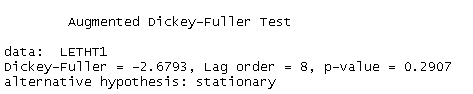 Augmented Dickey-Fuller Test
data:  LETHT1
Dickey-Fuller = -2.6793, Lag order = 8, p-value = 0.2907
alternative hypothesis: stationary